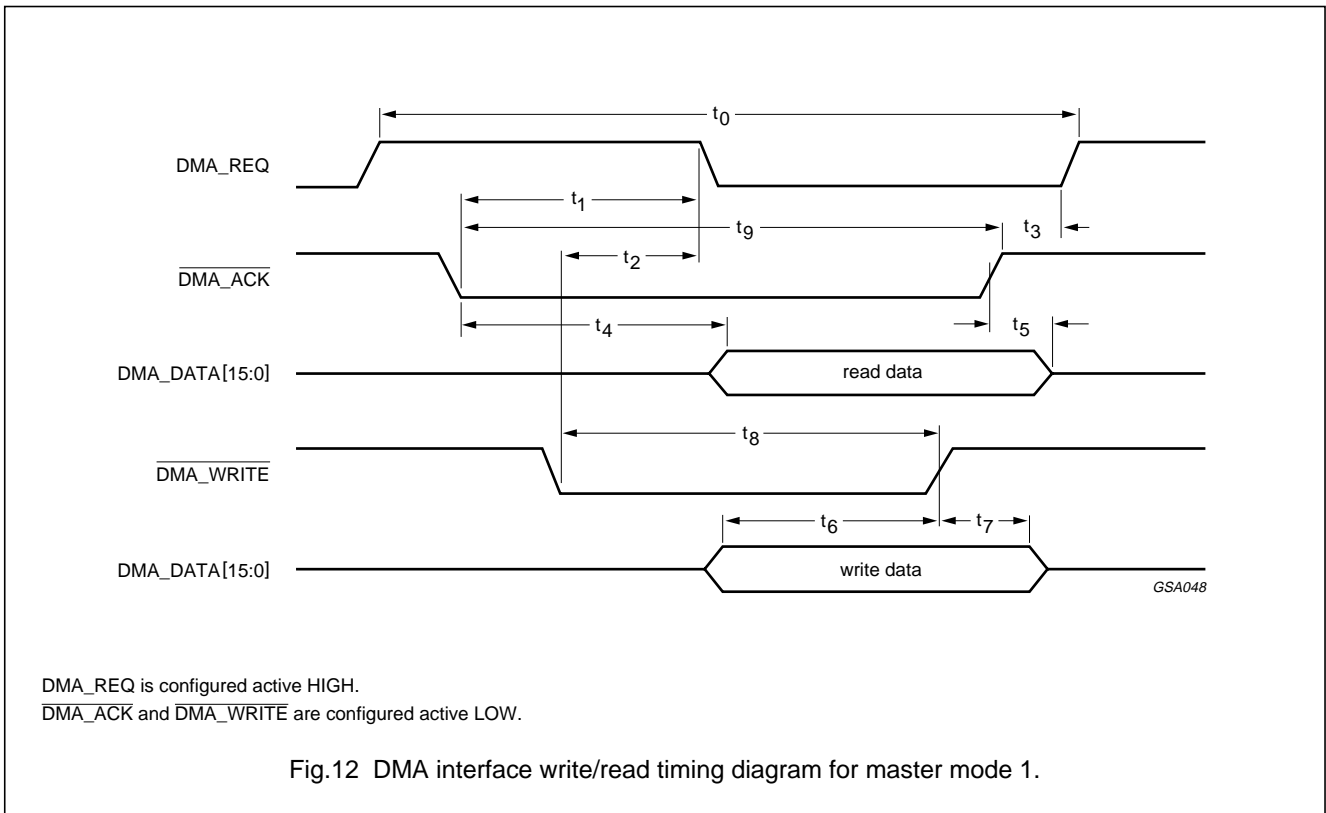 t0
DMA_REQ
t1
t9
t3
t2
DMA_ACK
t4
t5
DMA_DATA[15:0]
read data
t8
DMA_WRITE
t6
t7
DMA_DATA[15:0]
write data
GSA048
DMA_REQ is configured active HIGH.
DMA_ACK and DMA_WRITE are configured active LOW.
Fig.12 DMA interface write/read timing diagram for master mode 1.